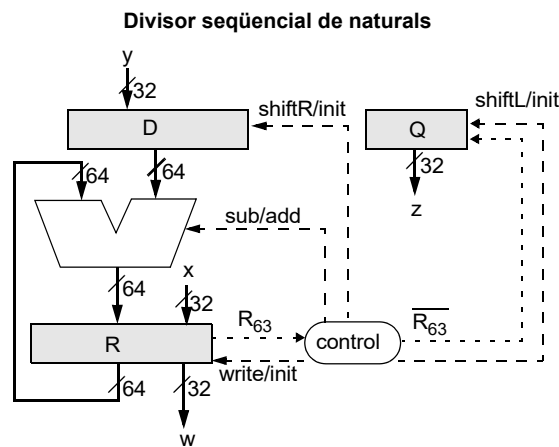 Divisor seqüencial de naturals
y
32
shiftR/init
shiftL/init
D
Q
64
64
32
z
sub/add
64
x
32
R
R63
control
R63
write/init
64
32
w